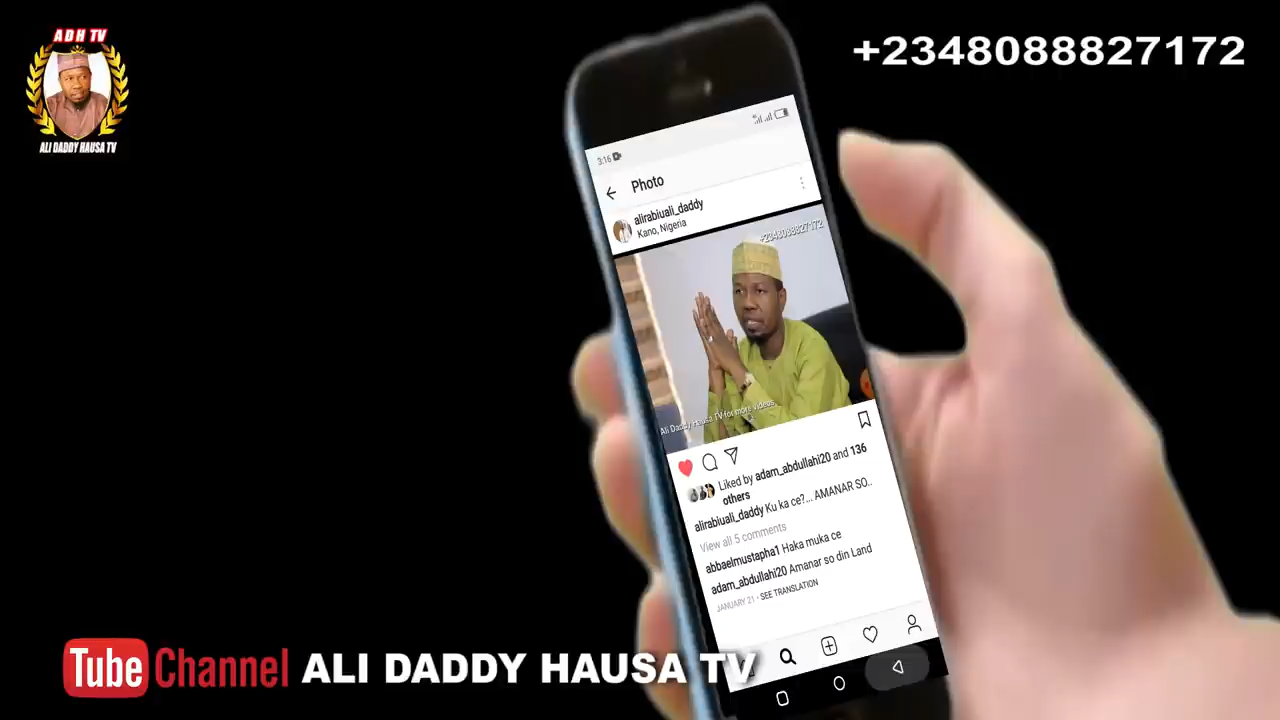 ADH TV
ALI DADDY HAUSA TV
+2348088827172
3:16
Photo
alirabiuali_daddy
Kano, Nigeria
+2348088827172
Ali Daddy Hausa TV for more videos
Liked by adam_abdullahi20 and 136
others
alirabiuali_daddy Ku ka ce?... AMANAR SO..
View all 5 comments
abbaelmustapha1 Haka muka ce
adam_abdullahi20 Amanar so din Land
JANUARY 21 · SEE TRANSLATION
Tube Channel ALI DADDY HAUSA TV